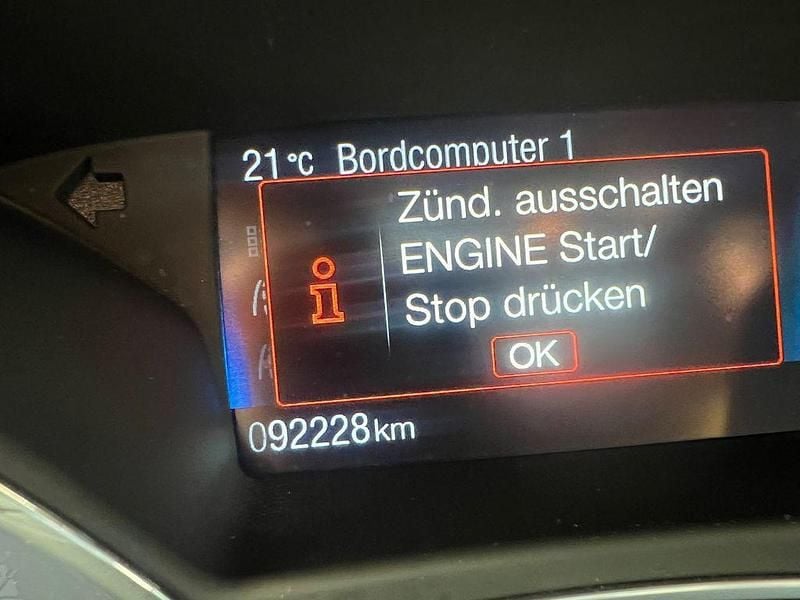 21°C Bordcomputer 1
Zünd. ausschalten
ENGINE Start/
Stop drücken
OK
092228km